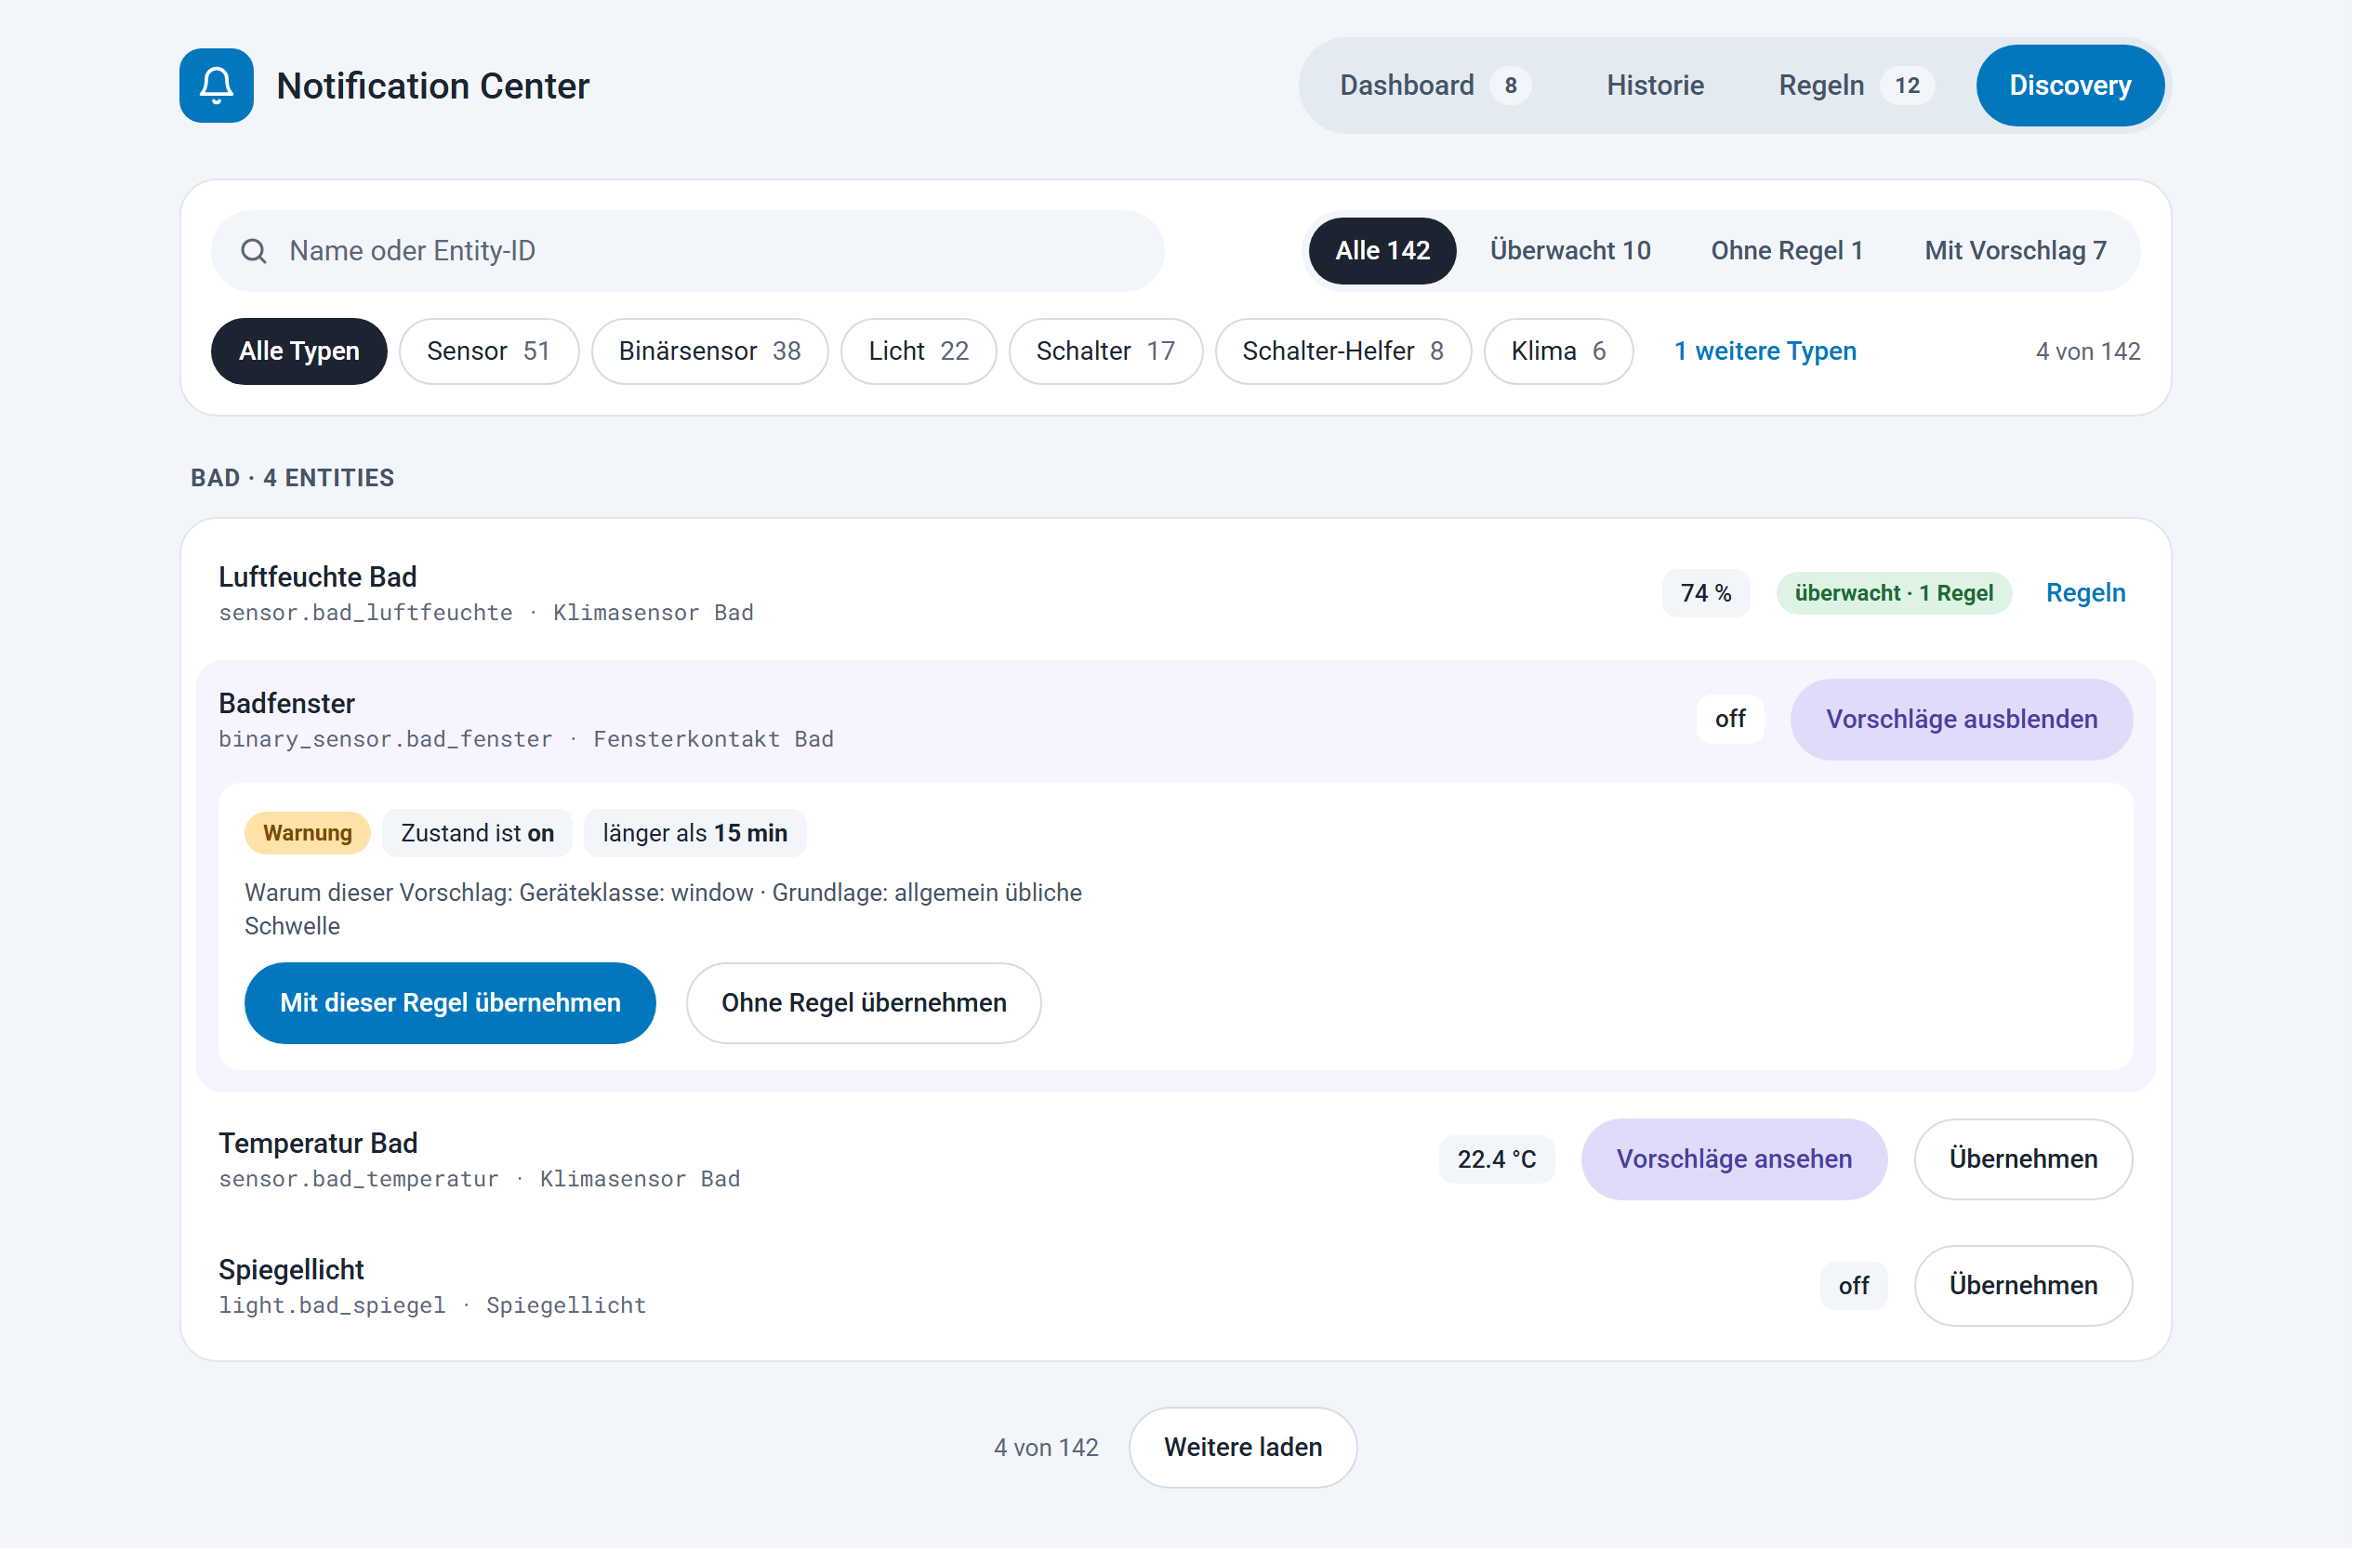 Notification Center
Dashboard 8 Historie Regeln 12 Discovery
Name oder Entity-ID
Alle 142 Überwacht 10 Ohne Regel 1 Mit Vorschlag 7
Alle Typen Sensor 51 Binärsensor 38 Licht 22 Schalter 17 Schalter-Helfer 8 Klima 6 1 weitere Typen 4 von 142
BAD · 4 ENTITIES
Luftfeuchte Bad
sensor.bad_luftfeuchte · Klimasensor Bad
74 % überwacht · 1 Regel Regeln
Badfenster
binary_sensor.bad_fenster · Fensterkontakt Bad
off Vorschläge ausblenden
Warnung Zustand ist on länger als 15 min
Warum dieser Vorschlag: Geräteklasse: window · Grundlage: allgemein übliche
Schwelle
Mit dieser Regel übernehmen Ohne Regel übernehmen
Temperatur Bad
sensor.bad_temperatur · Klimasensor Bad
22.4 °C Vorschläge ansehen Übernehmen
Spiegellicht
light.bad_spiegel · Spiegellicht
off Übernehmen
4 von 142 Weitere laden